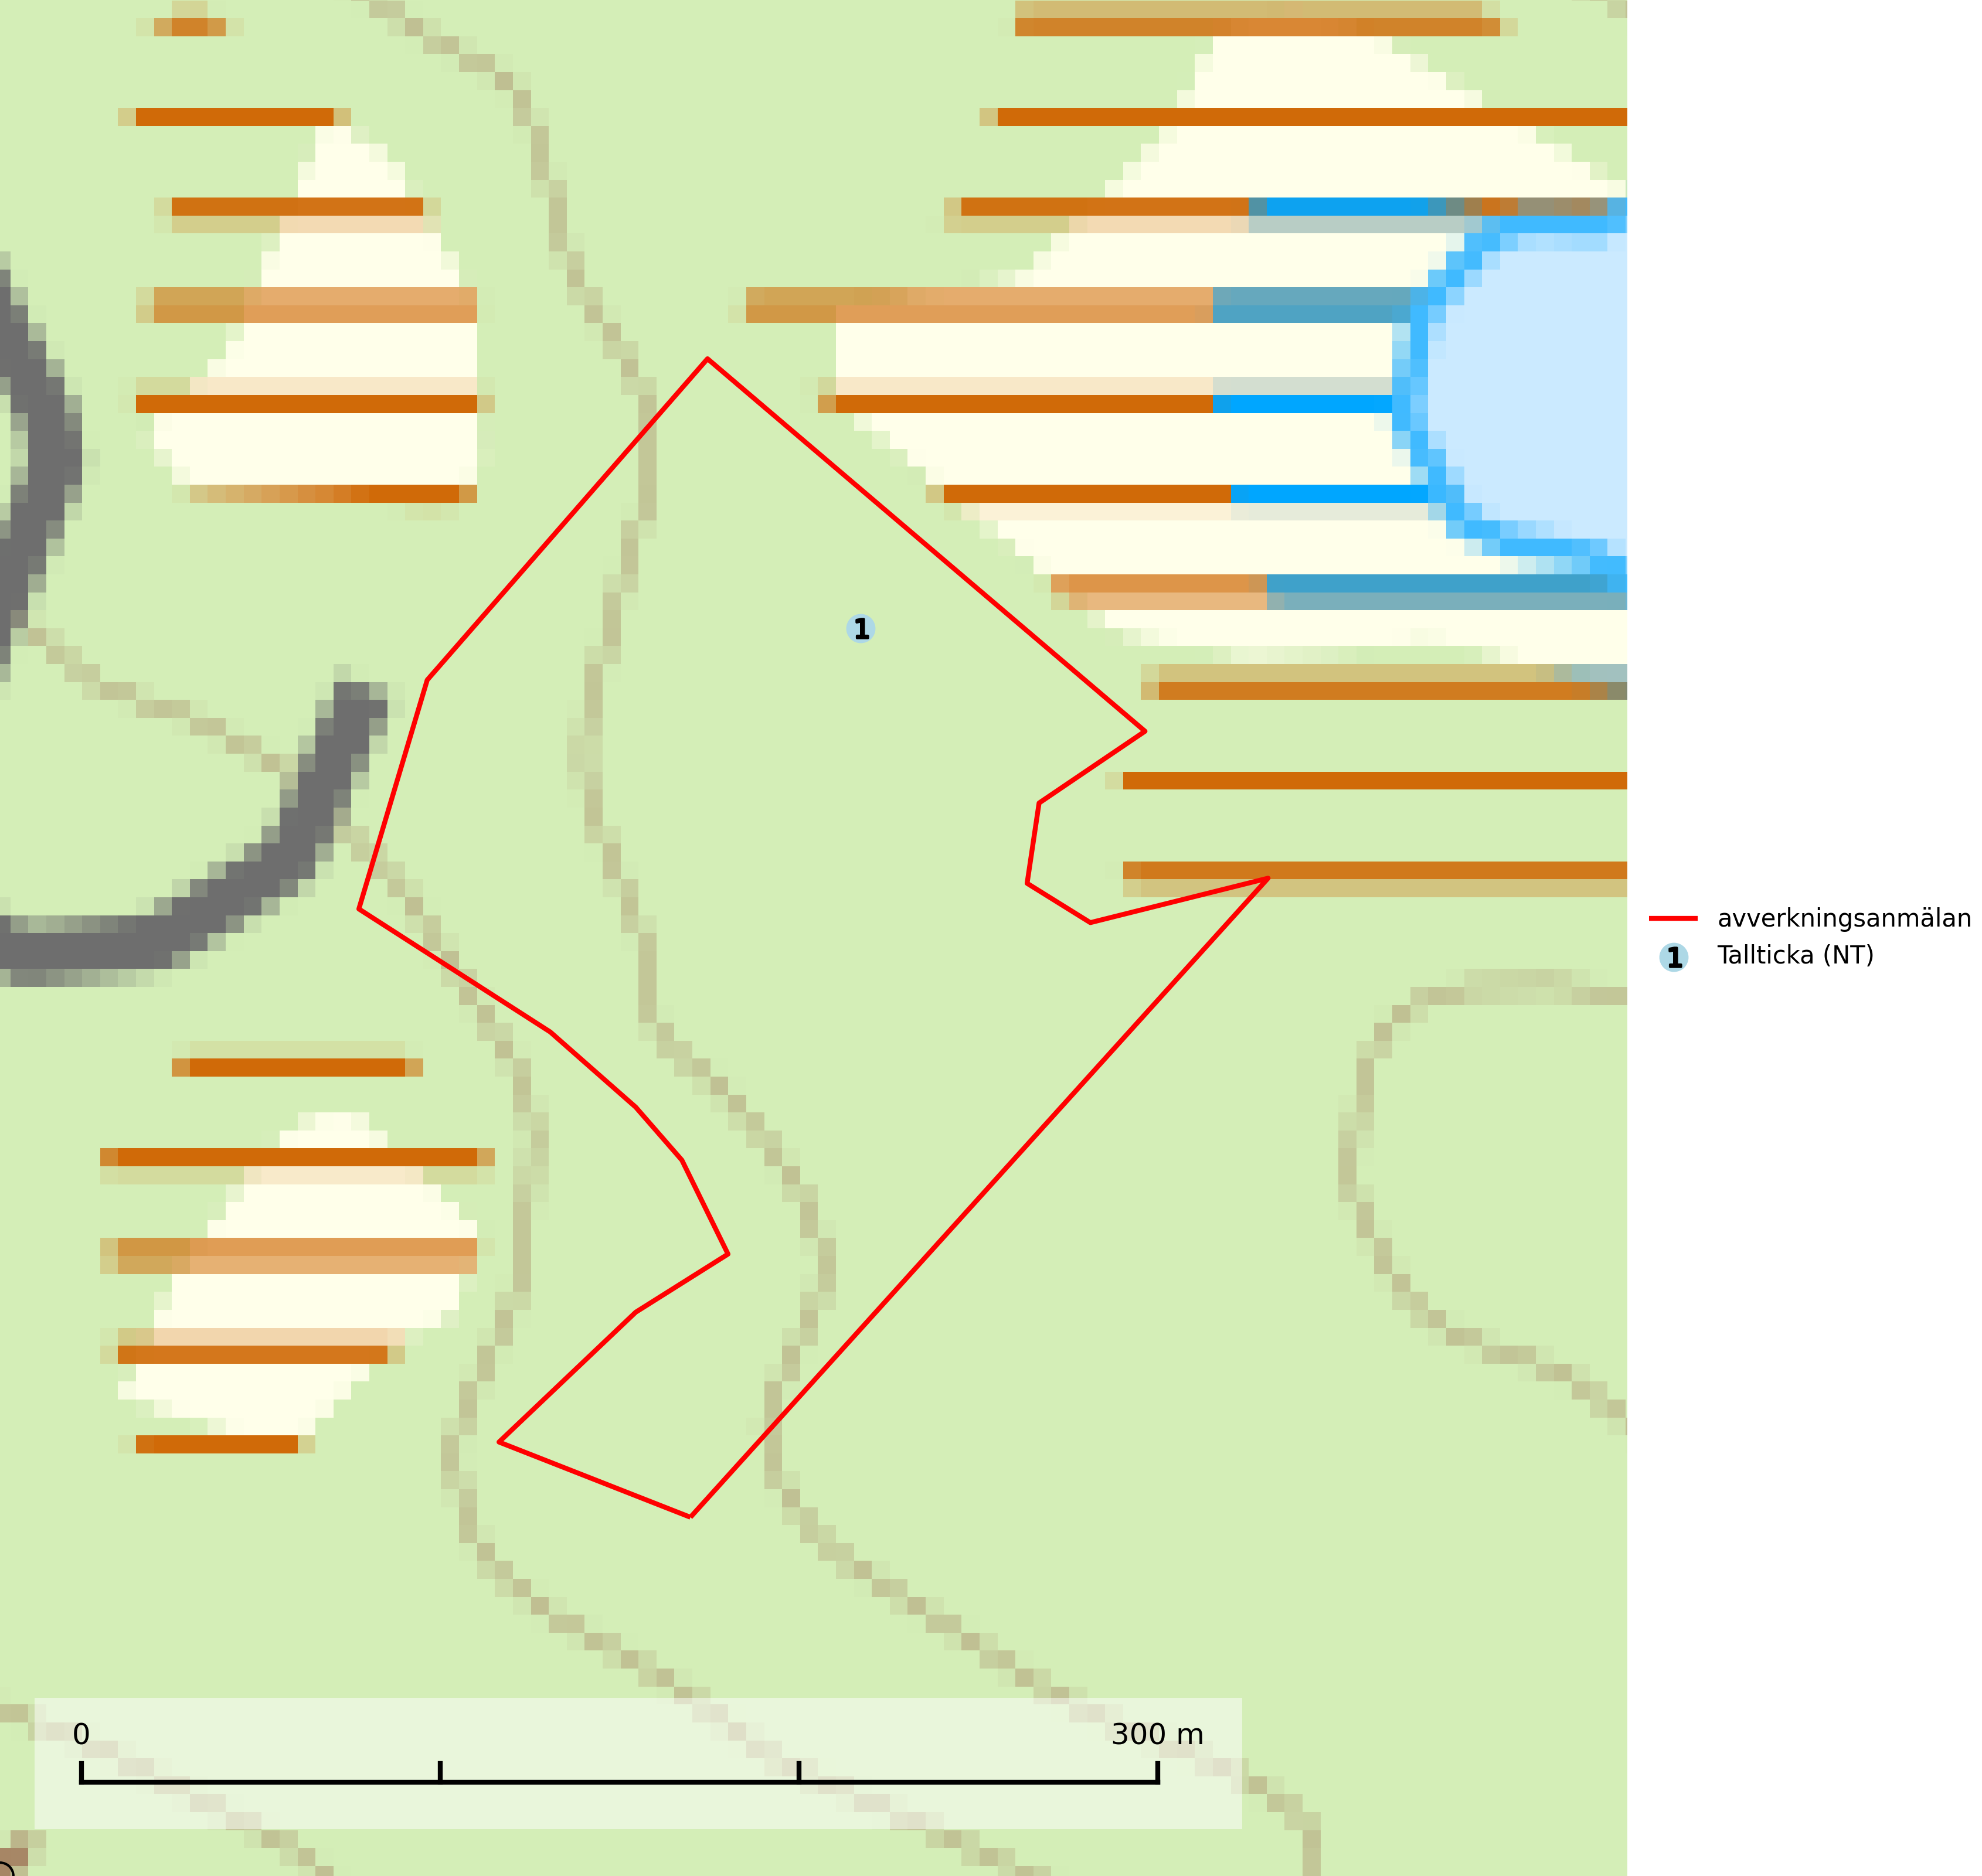 1
avverkningsanmälan
1 Tallticka (NT)
0 300 m